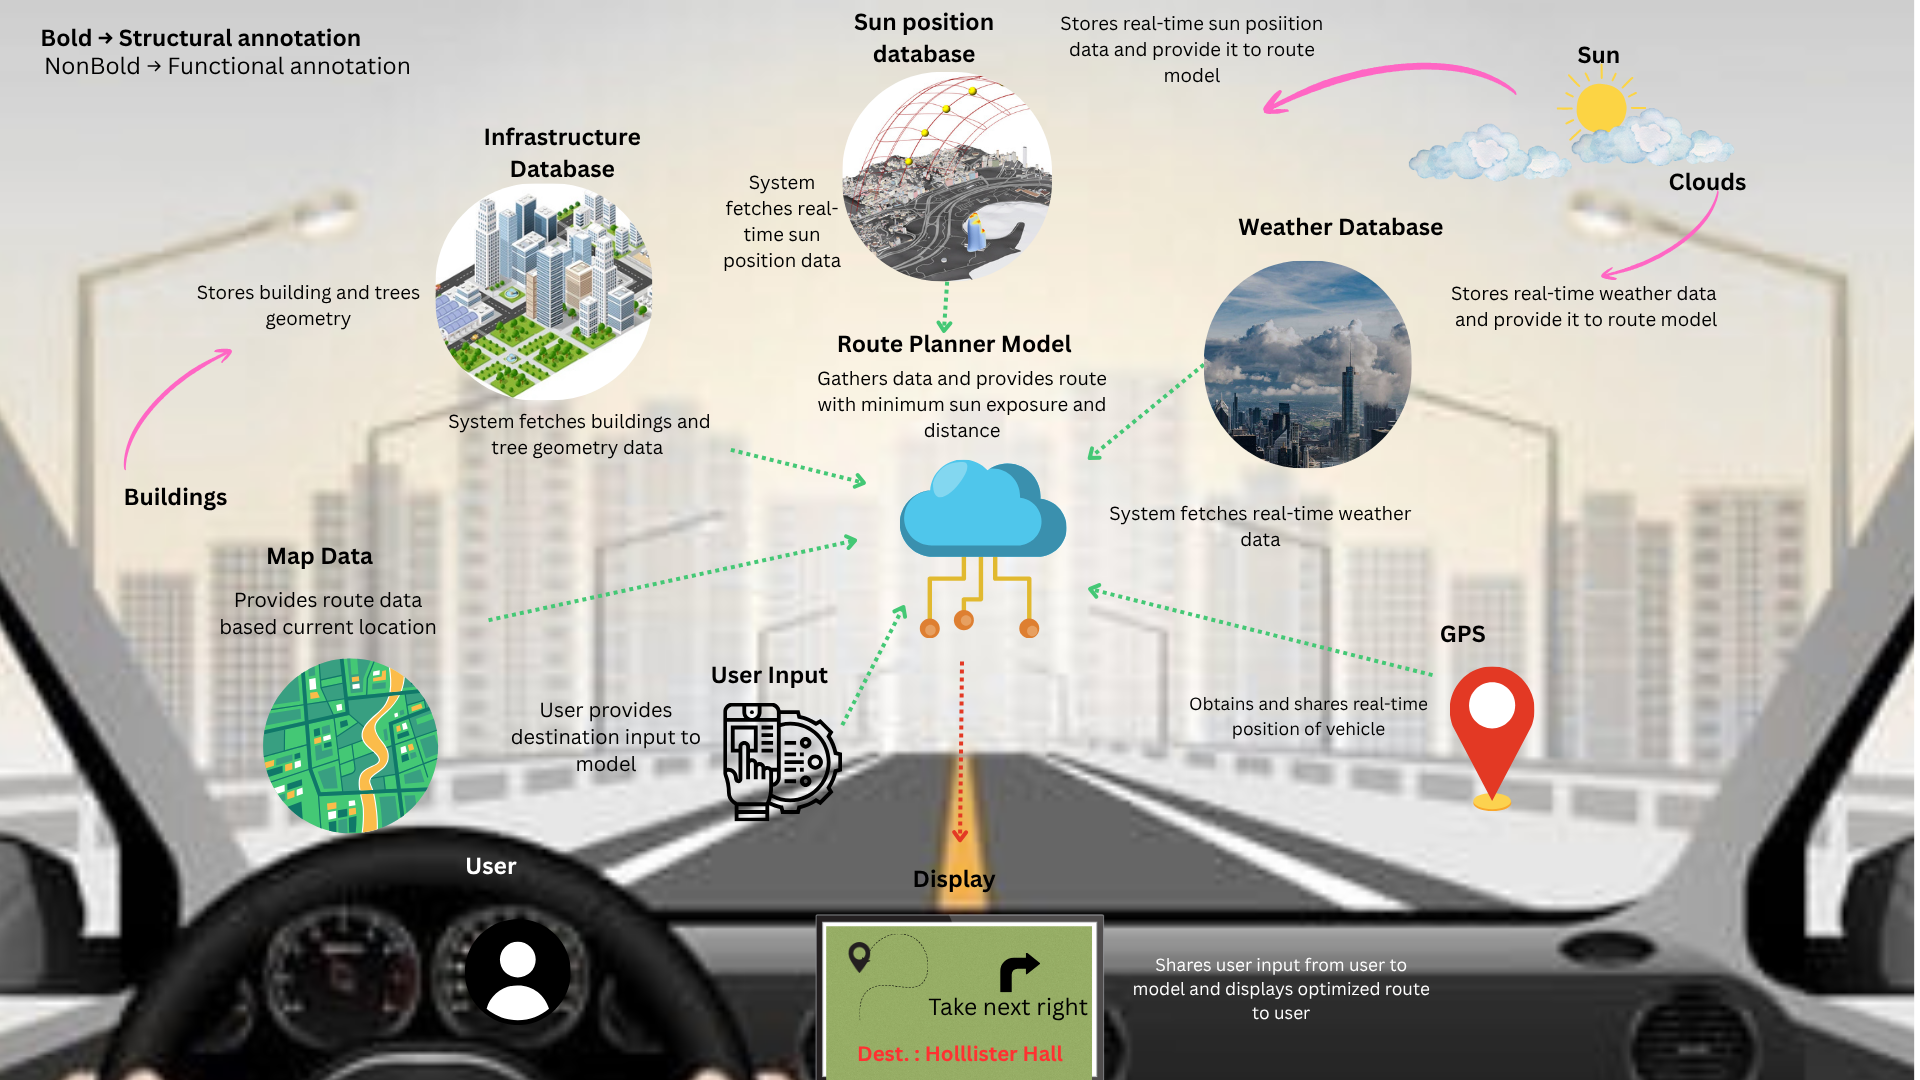 Bold → Structural annotation
NonBold → Functional annotation
Sun position
database
Stores real-time sun posiition
data and provide it to route
model
Sun
Clouds
Infrastructure
Database
System
fetches real-
time sun
position data
Weather Database
Stores building and trees
geometry
Stores real-time weather data
and provide it to route model
Route Planner Model
Gathers data and provides route
with minimum sun exposure and
distance
System fetches buildings and
tree geometry data
Buildings
System fetches real-time weather
data
Map Data
Provides route data
based current location
GPS
Obtains and shares real-time
position of vehicle
User Input
User provides
destination input to
model
User
Display
Take next right
Dest. : Holllister Hall
Shares user input from user to
model and displays optimized route
to user